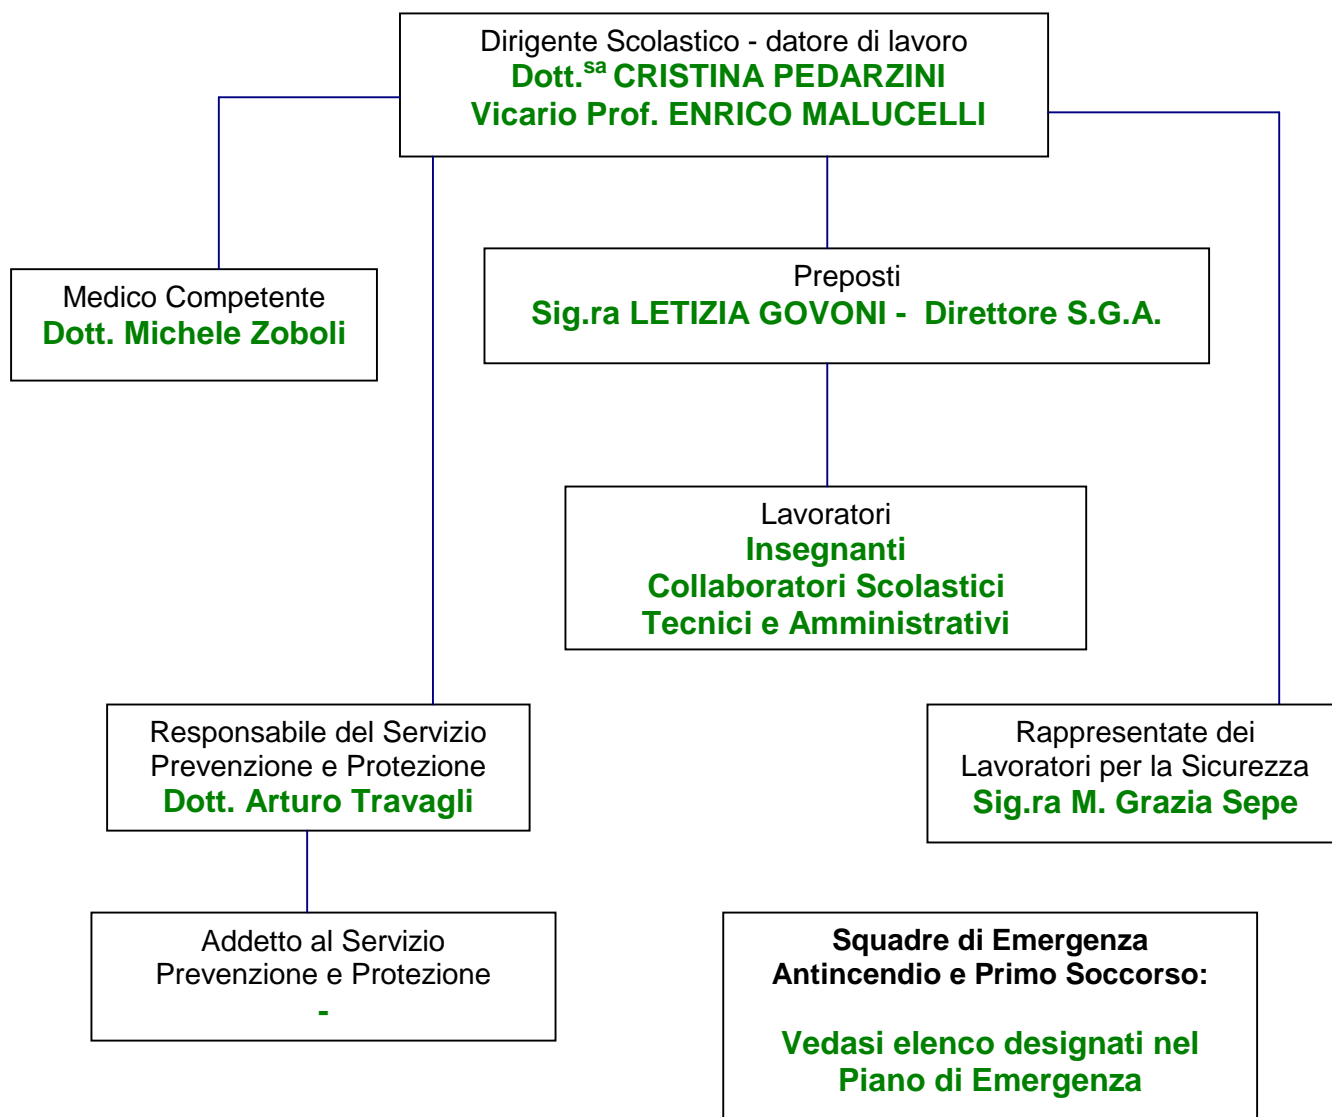 Dirigente Scolastico - datore di lavoro
Dott.sa CRISTINA PEDARZINI
Vicario Prof. ENRICO MALUCELLI
Medico Competente
Dott. Michele Zoboli
Preposti
Sig.ra LETIZIA GOVONI - Direttore S.G.A.
Lavoratori
Insegnanti
Collaboratori Scolastici
Tecnici e Amministrativi
Responsabile del Servizio
Prevenzione e Protezione
Dott. Arturo Travagli
Rappresentate dei
Lavoratori per la Sicurezza
Sig.ra M. Grazia Sepe
Addetto al Servizio
Prevenzione e Protezione
-
Squadre di Emergenza
Antincendio e Primo Soccorso:
Vedasi elenco designati nel
Piano di Emergenza